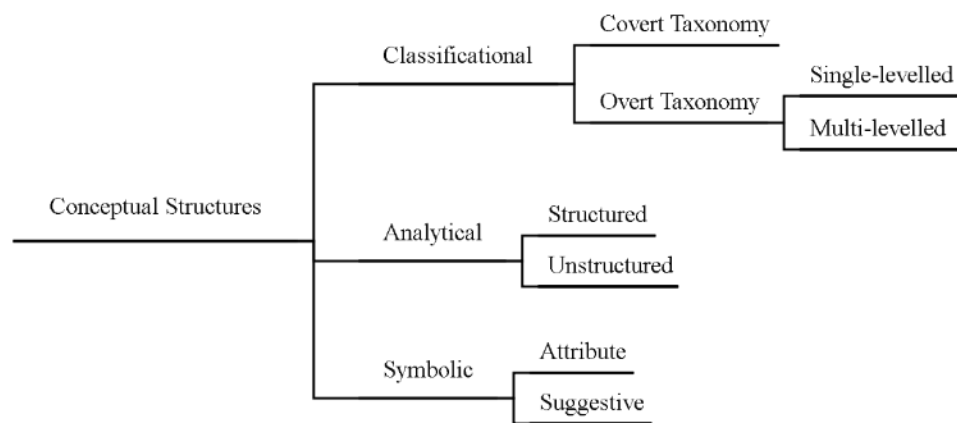 Covert Taxonomy
Classificational
Single-levelled
Overt Taxonomy
Multi-levelled
Conceptual Structures
Structured
Analytical
Unstructured
Attribute
Symbolic
Suggestive